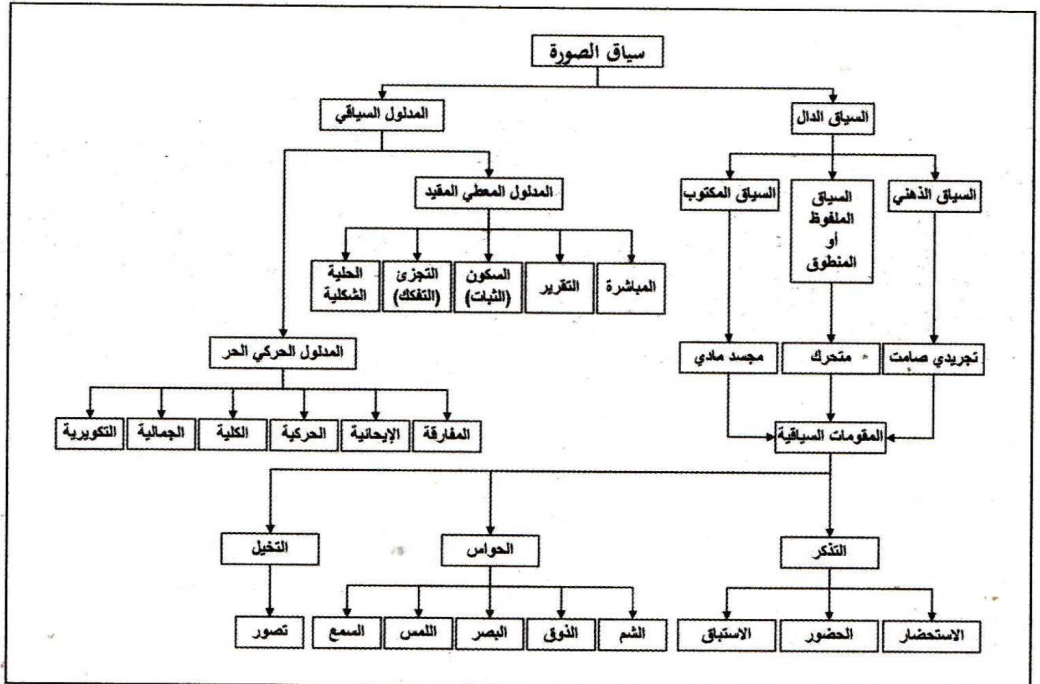 سياق الصورة
السياق الدال
المدلول السياقي
السياق الذهني
السياق
الملفوظ
أو
المنطوق
السياق المكتوب
المدلول المعطي المقيد
المباشرة
التقرير
السكون
(الثبات)
التجزئ
(التفكك)
الحلية
الشكلية
تجريدي صامت
متحرك
مجسد مادي
المدلول الحركي الحر
المقومات السياقية
المفارقة
الإيحائية
الحركية
الكلية
الجمالية
التكويرية
التذكر
الحواس
التخيل
الاستحضار
الحضور
الاستباق
الشم
الذوق
البصر
اللمس
السمع
تصور